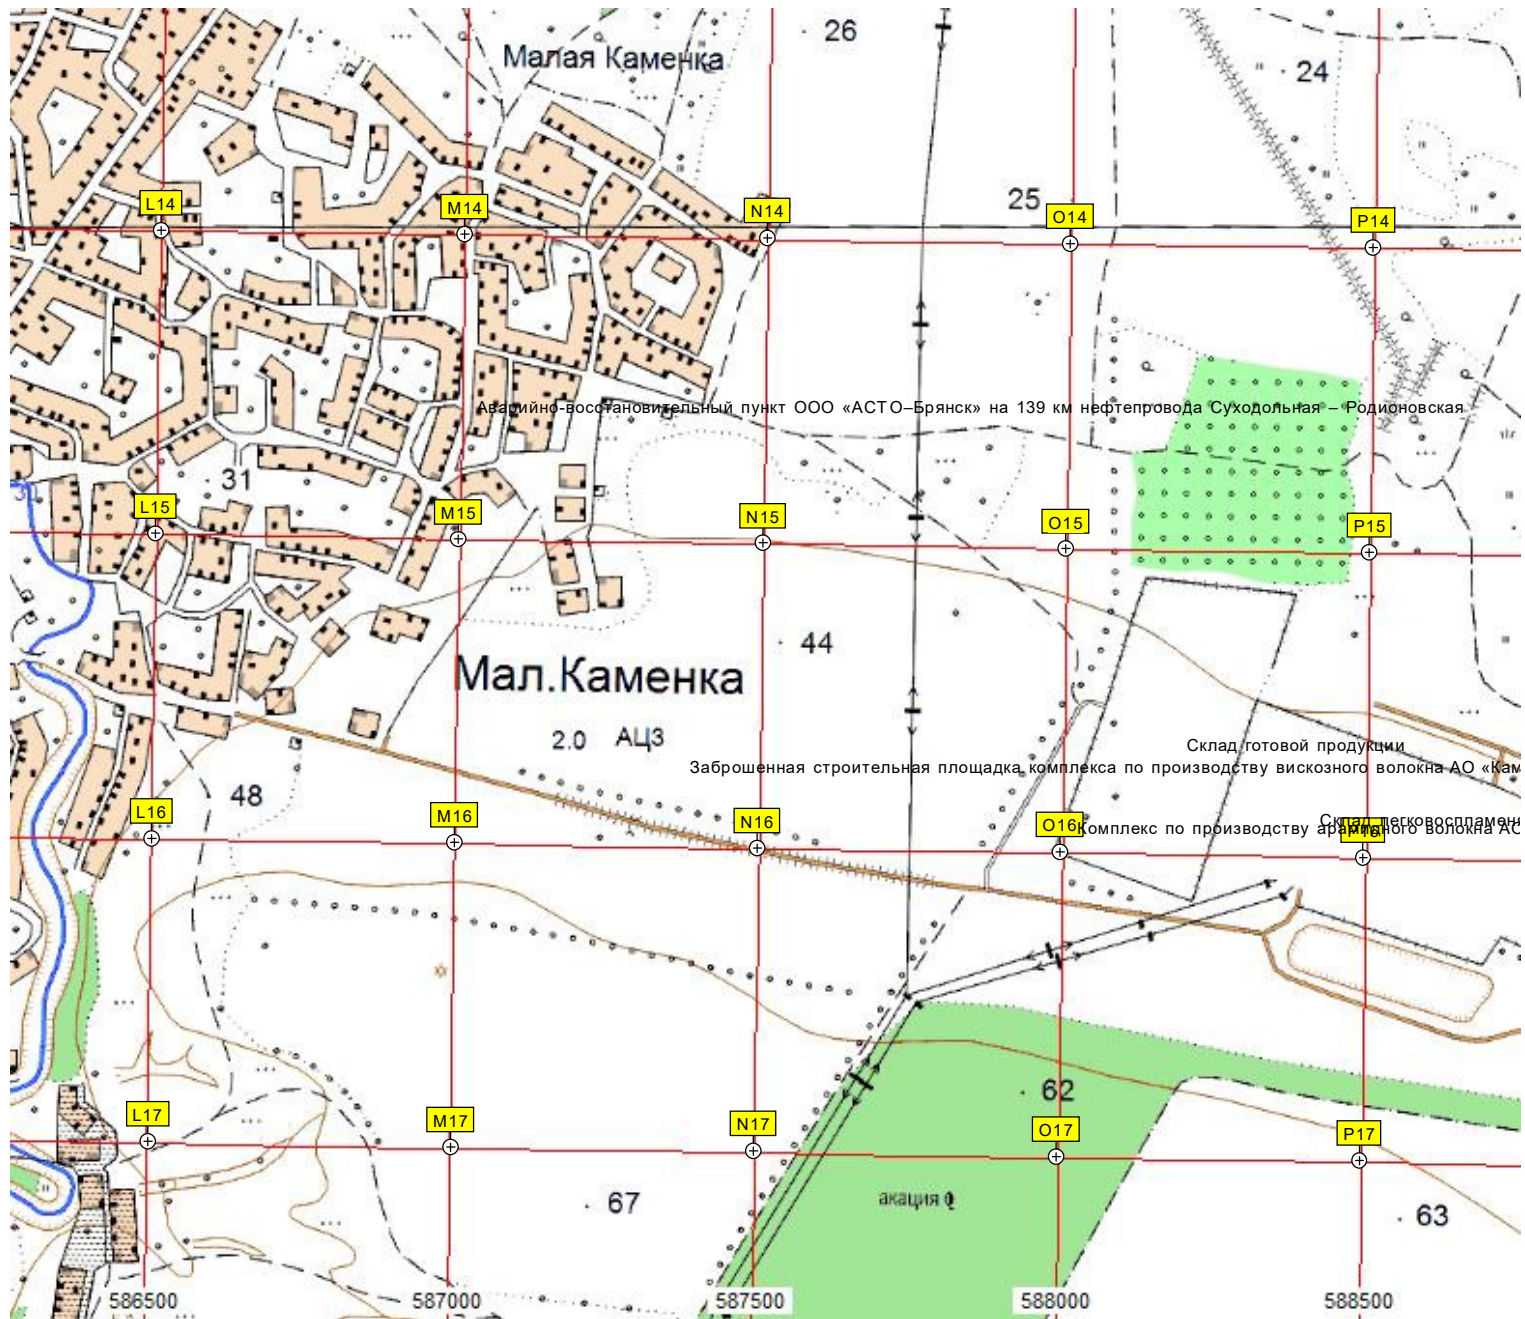 26
Малая Каменка
24
25
L14
M14
N14
O14
P14
Аварийно-восстановительный пункт ООО «АСТО–Брянск» на 139 км нефтепровода Суходольная – Родионовская
31
L15
M15
N15
O15
P15
44
Мал.Каменка
2.0 АЦЗ
Склад готовой продукции
Заброшенная строительная площадка комплекса по производству вискозного волокна АО «Кам
48
L16
M16
N16
O16
Склад легковоспламен
Комплекс по производству арамидного волокна АО
P16
62
L17
M17
N17
O17
P17
67
акация
63
586500
587000
587500
588000
588500